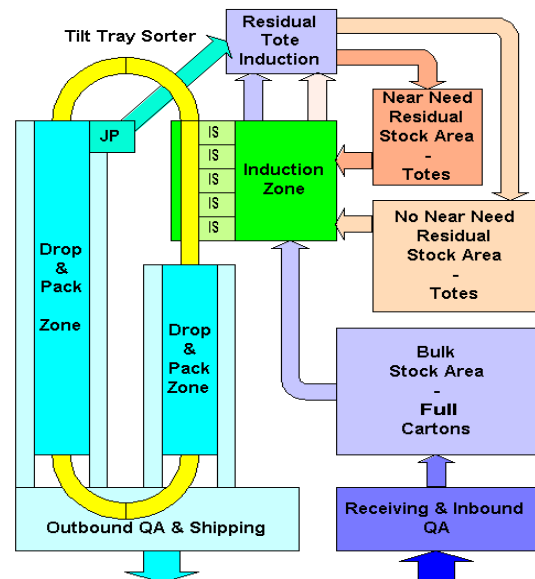 Tilt Tray Sorter
Residual
Tote
Induction
JP
IS
IS
IS
IS
IS
Induction
Zone
Near Need
Residual
Stock Area
-
Totes
No Near Need
Residual
Stock Area
-
Totes
Drop
&
Pack
Zone
Drop
&
Pack
Zone
Bulk
Stock Area
-
Full
Cartons
Outbound QA & Shipping
Receiving & Inbound
QA